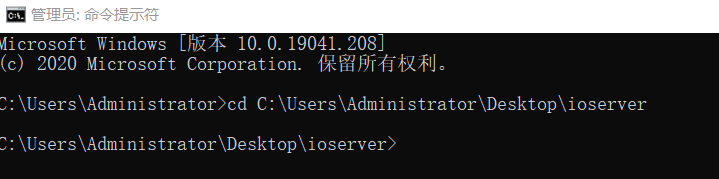 管理员: 命令提示符
Microsoft Windows [版本 10.0.19041.208]
(c) 2020 Microsoft Corporation. 保留所有权利。
C:\Users\Administrator>cd C:\Users\Administrator\Desktop\ioserver
C:\Users\Administrator\Desktop\ioserver>